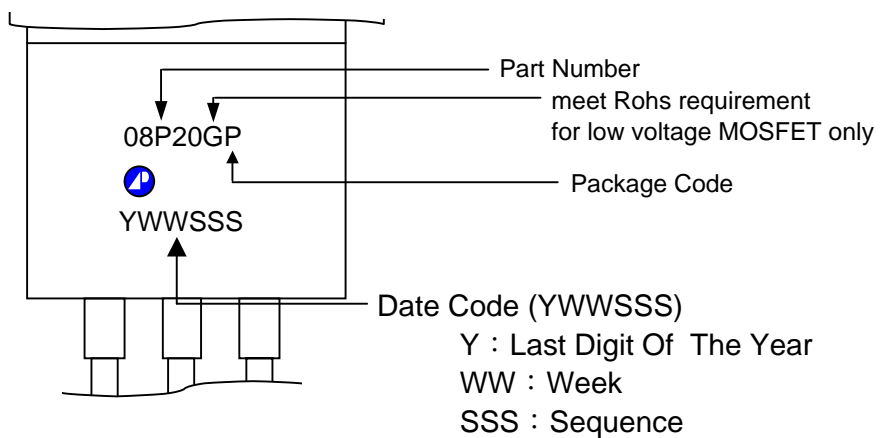 Part Number
meet Rohs requirement
for low voltage MOSFET only
08P20GP
Package Code
YWWSSS
Date Code (YWWSSS)
Y：Last Digit Of The Year
WW：Week
SSS：Sequence